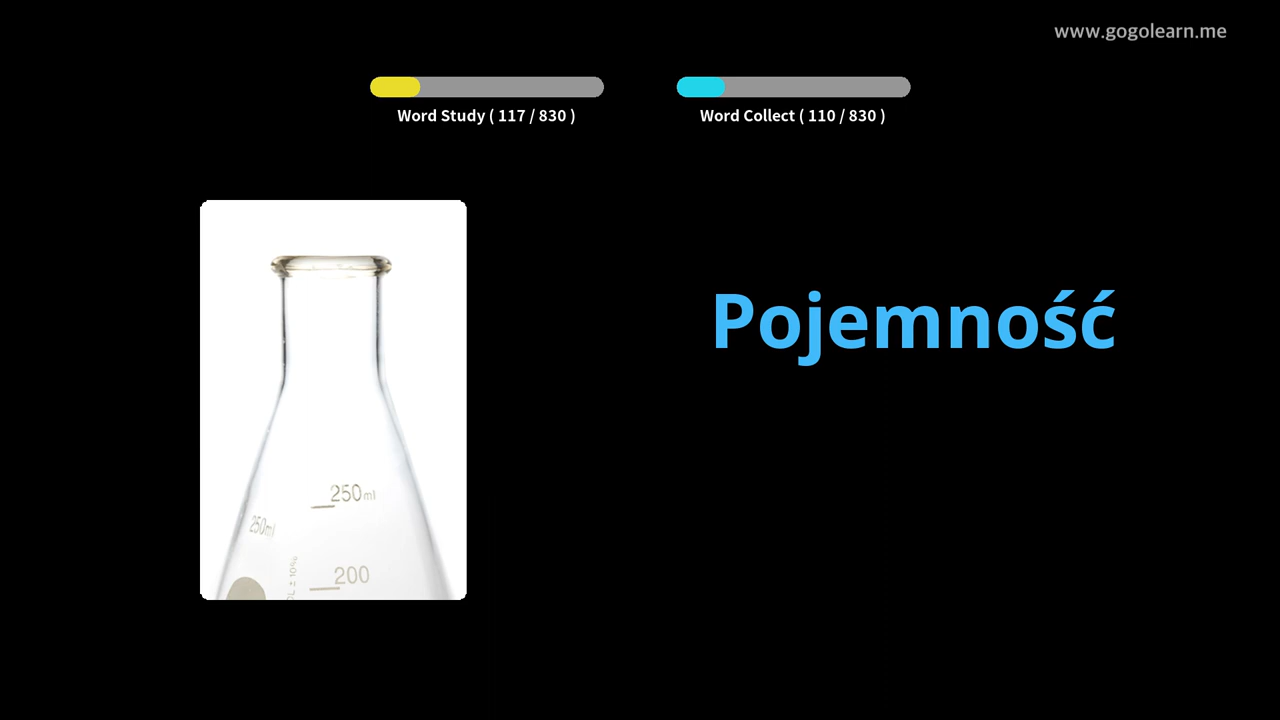 www.gogolearn.me
Word Study ( 117 / 830 )
Word Collect ( 110 / 830 )
Pojemność
250ml
250ml
200